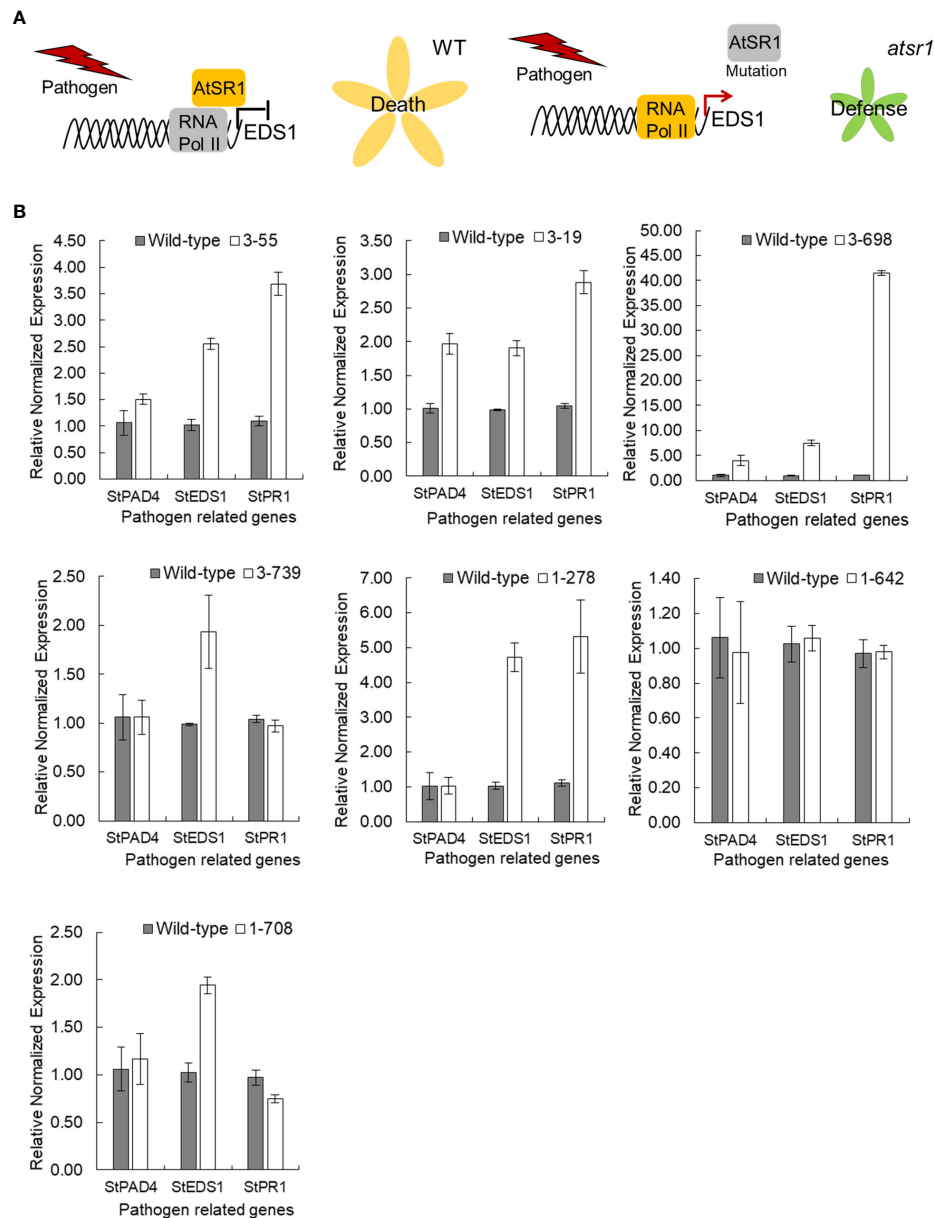 A
Pathogen
AtSR1
RNA
Pol II
EDS1
WT
Death
Pathogen
RNA
Pol II
EDS1
AtSR1
Mutation
atsr1
Defense
B
Wild-type 3-55
Relative Normalized Expression
4.50
4.00
3.50
3.00
2.50
2.00
1.50
1.00
0.50
0.00
StPAD4 StEDS1 StPR1
Pathogen related genes
Wild-type 3-19
Relative Normalized Expression
3.50
3.00
2.50
2.00
1.50
1.00
0.50
0.00
StPAD4 StEDS1 StPR1
Pathogen related genes
Wild-type 3-698
Relative Normalized Expression
50.00
45.00
40.00
35.00
30.00
25.00
20.00
15.00
10.00
5.00
0.00
StPAD4 StEDS1 StPR1
Pathogen related genes
Wild-type 3-739
Relative Normalized Expression
2.50
2.00
1.50
1.00
0.50
0.00
StPAD4 StEDS1 StPR1
Pathogen related genes
Wild-type 1-278
Relative Normalized Expression
7.00
6.00
5.00
4.00
3.00
2.00
1.00
0.00
StPAD4 StEDS1 StPR1
Pathogen related genes
Wild-type 1-642
Relative Normalized Expression
1.40
1.20
1.00
0.80
0.60
0.40
0.20
0.00
StPAD4 StEDS1 StPR1
Pathogen related genes
Wild-type 1-708
Relative Normalized Expression
2.50
2.00
1.50
1.00
0.50
0.00
StPAD4 StEDS1 StPR1
Pathogen related genes